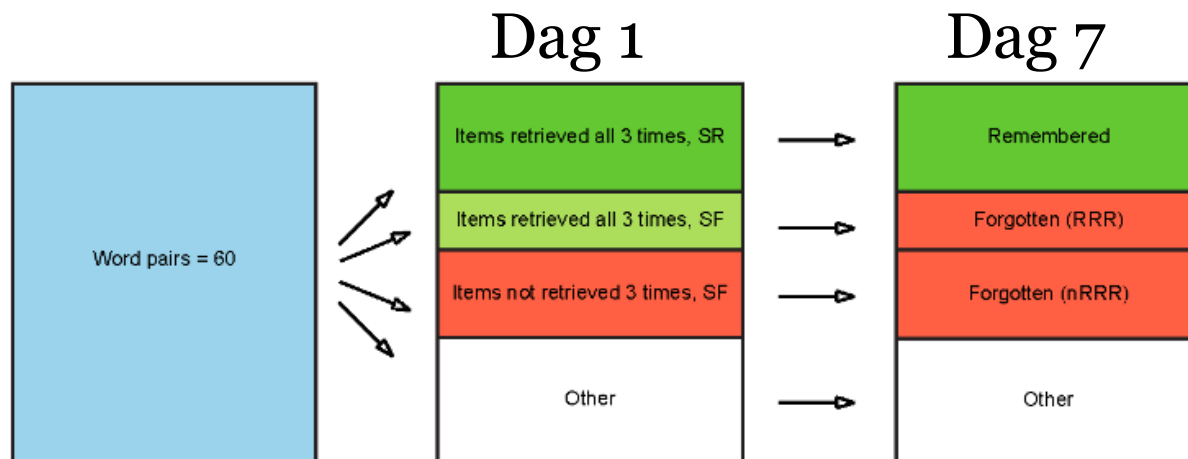 Dag 1
Dag 7
Word pairs = 60
Items retrieved all 3 times, SR
Remembered
Items retrieved all 3 times, SF
Forgotten (RRR)
Items not retrieved 3 times, SF
Forgotten (nRRR)
Other
Other